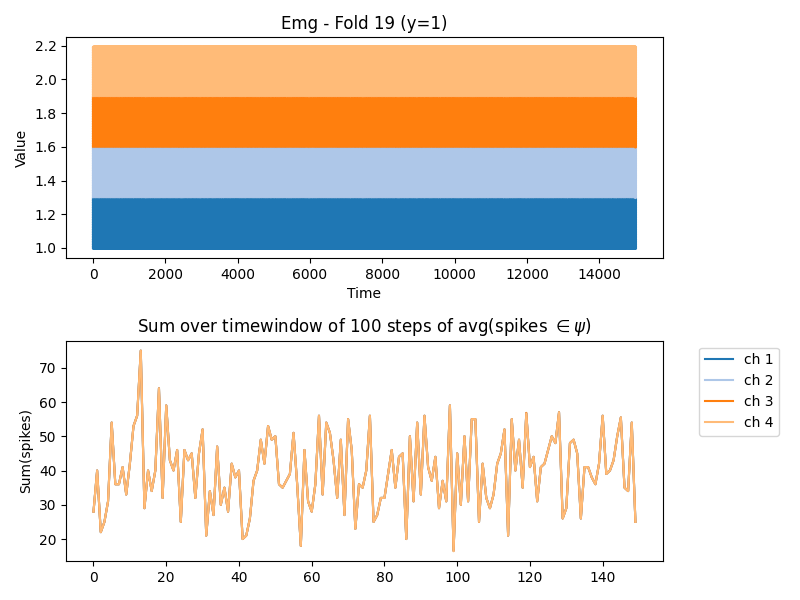 Emg - Fold 19 (y=1)
2.2
2.0
1.8
1.6
1.4
1.2
1.0
Value
0 2000 4000 6000 8000 10000 12000 14000
Time
Sum over timewindow of 100 steps of avg(spikes ∈ ψ)
70
60
50
40
30
20
Sum(spikes)
0 20 40 60 80 100 120 140
ch 1
ch 2
ch 3
ch 4